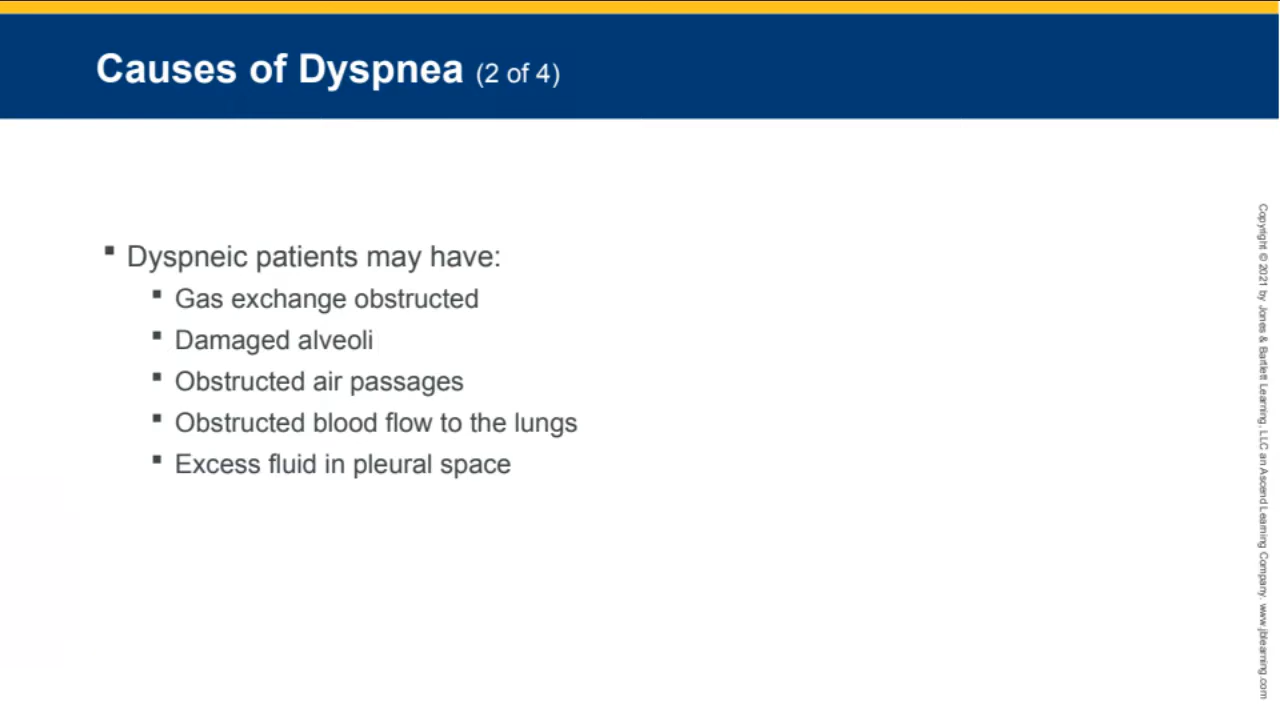 Causes of Dyspnea (2 of 4)
▪ Dyspneic patients may have:
▪ Gas exchange obstructed
▪ Damaged alveoli
▪ Obstructed air passages
▪ Obstructed blood flow to the lungs
▪ Excess fluid in pleural space
Copyright © 2021 by Jones & Bartlett Learning, LLC an Ascend Learning Company. www.jblearning.com